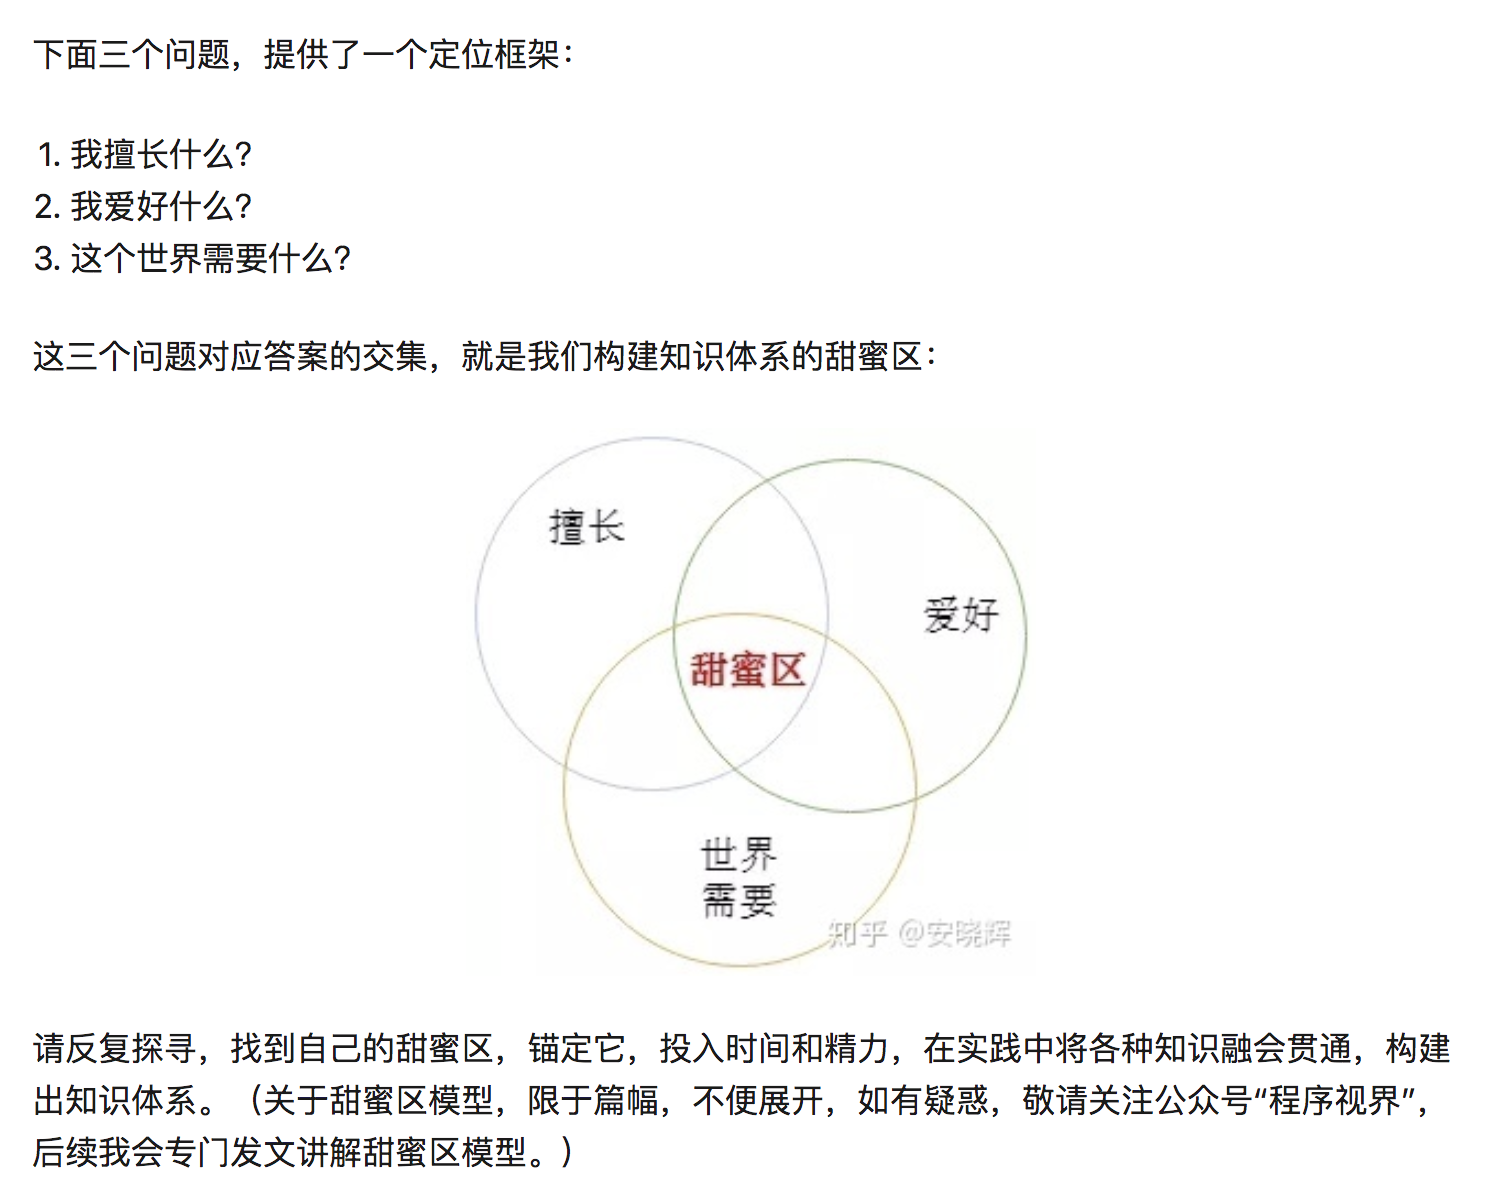 下面三个问题，提供了一个定位框架：
1. 我擅长什么?
2. 我爱好什么?
3. 这个世界需要什么?
这三个问题对应答案的交集，就是我们构建知识体系的甜蜜区：
擅长
爱好
甜蜜区
世界
需要
知乎 @安晓辉
请反复探寻，找到自己的甜蜜区，锚定它，投入时间和精力，在实践中将各种知识融会贯通，构建
出知识体系。（关于甜蜜区模型，限于篇幅，不便展开，如有疑惑，敬请关注公众号“程序视界”，
后续我会专门发文讲解甜蜜区模型。）